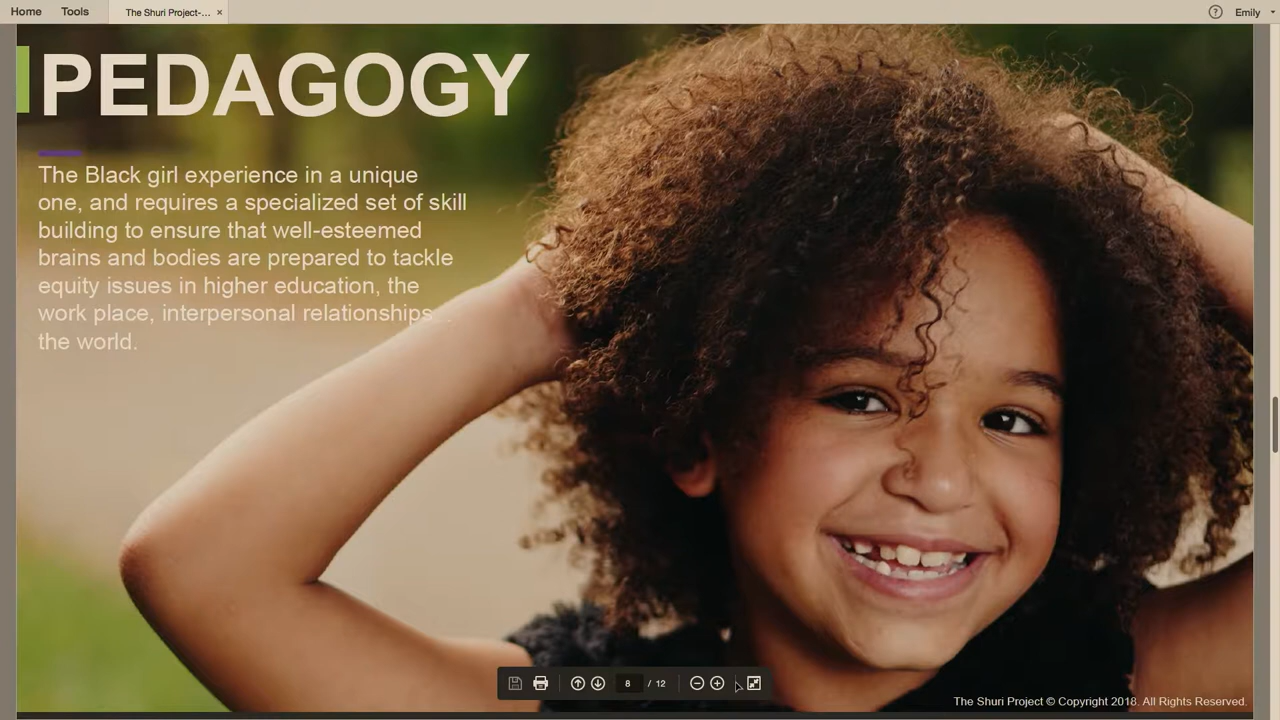 Home Tools The Shuri Project-... × ? Emily
PEDAGOGY
The Black girl experience in a unique
one, and requires a specialized set of skill
building to ensure that well-esteemed
brains and bodies are prepared to tackle
equity issues in higher education, the
work place, interpersonal relationships
the world.
8 / 12
The Shuri Project © Copyright 2018. All Rights Reserved.